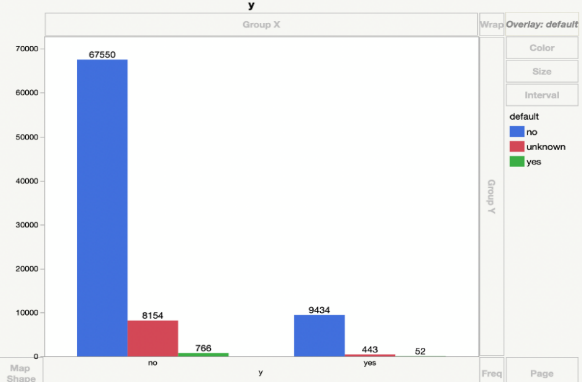 y
Group X
Wrap
Overlay: default
Color
Size
Interval
default
no
unknown
yes
Group Y
70000
60000
50000
40000
30000
20000
10000
0
67550
8154
766
9434
443
52
no
yes
y
Map
Shape
Freq
Page